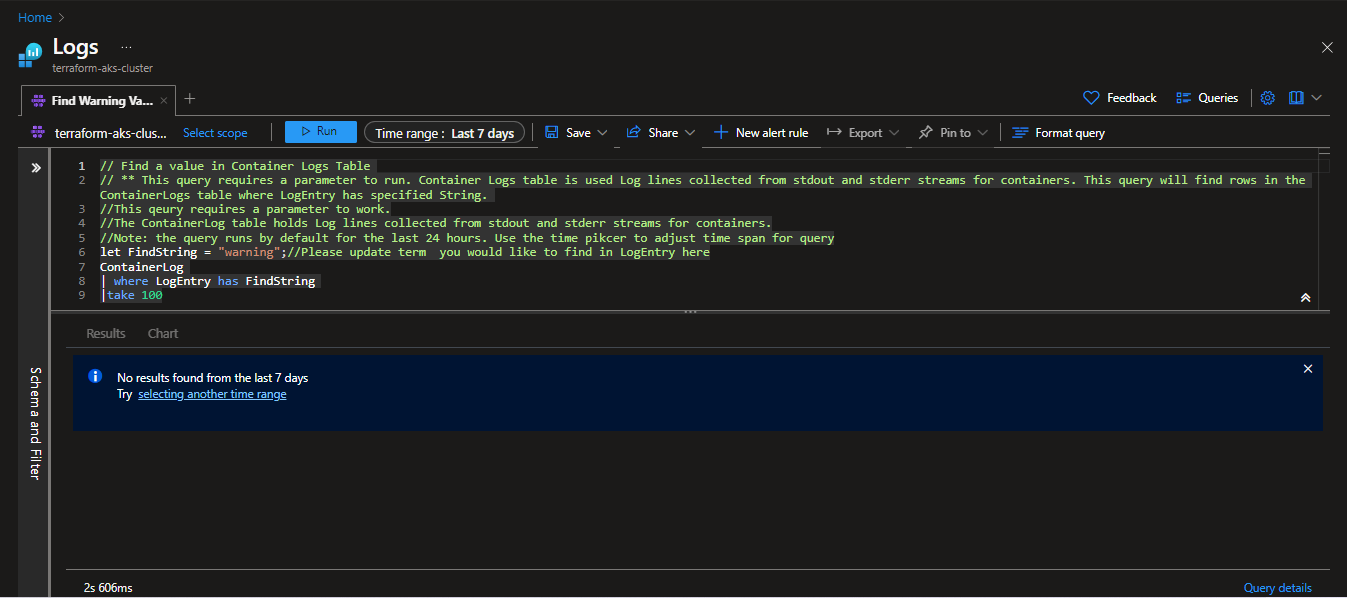 Home >
Logs ...
terraform-aks-cluster
Find Warning Va... × +
Feedback Queries
terraform-aks-clus... Select scope Run Time range : Last 7 days Save Share New alert rule Export Pin to Format query
1 // Find a value in Container Logs Table
2 // ** This query requires a parameter to run. Container Logs table is used Log lines collected from stdout and stderr streams for containers. This query will find rows in the
ContainerLogs table where LogEntry has specified String.
3 //This qeury requires a parameter to work.
4 //The ContainerLog table holds Log lines collected from stdout and stderr streams for containers.
5 //Note: the query runs by default for the last 24 hours. Use the time pikcer to adjust time span for query
6 let FindString = "warning";//Please update term  you would like to find in LogEntry here
7 ContainerLog
8 | where LogEntry has FindString
9 |take 100
Results Chart
No results found from the last 7 days
Try selecting another time range
Schema and Filter
2s 606ms
Query details